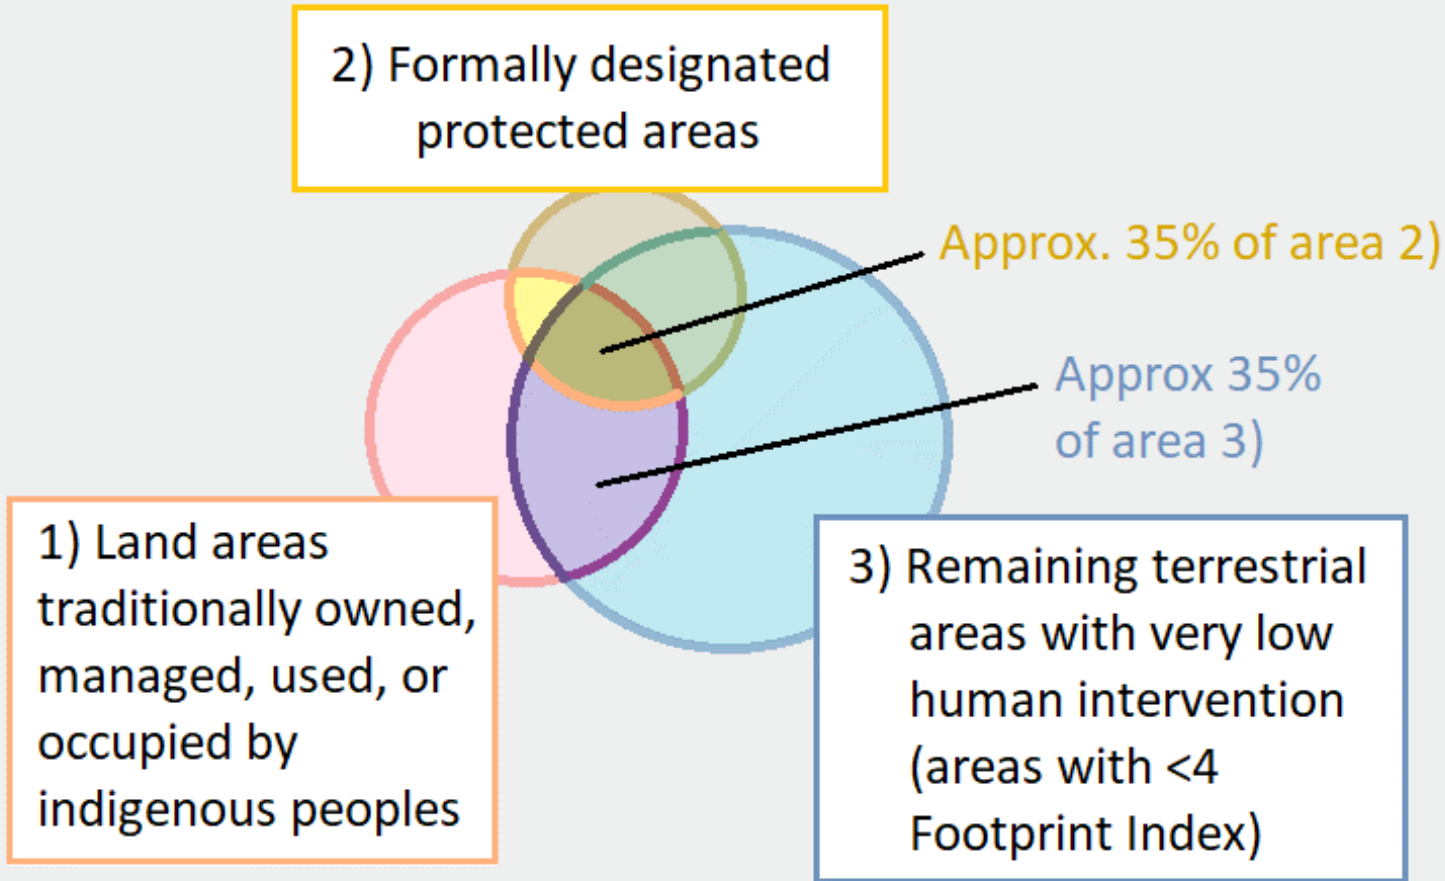 2) Formally designated
protected areas
Approx. 35% of area 2)
Approx 35%
of area 3)
1) Land areas
traditionally owned,
managed, used, or
occupied by
indigenous peoples
3) Remaining terrestrial
areas with very low
human intervention
(areas with <4
Footprint Index)